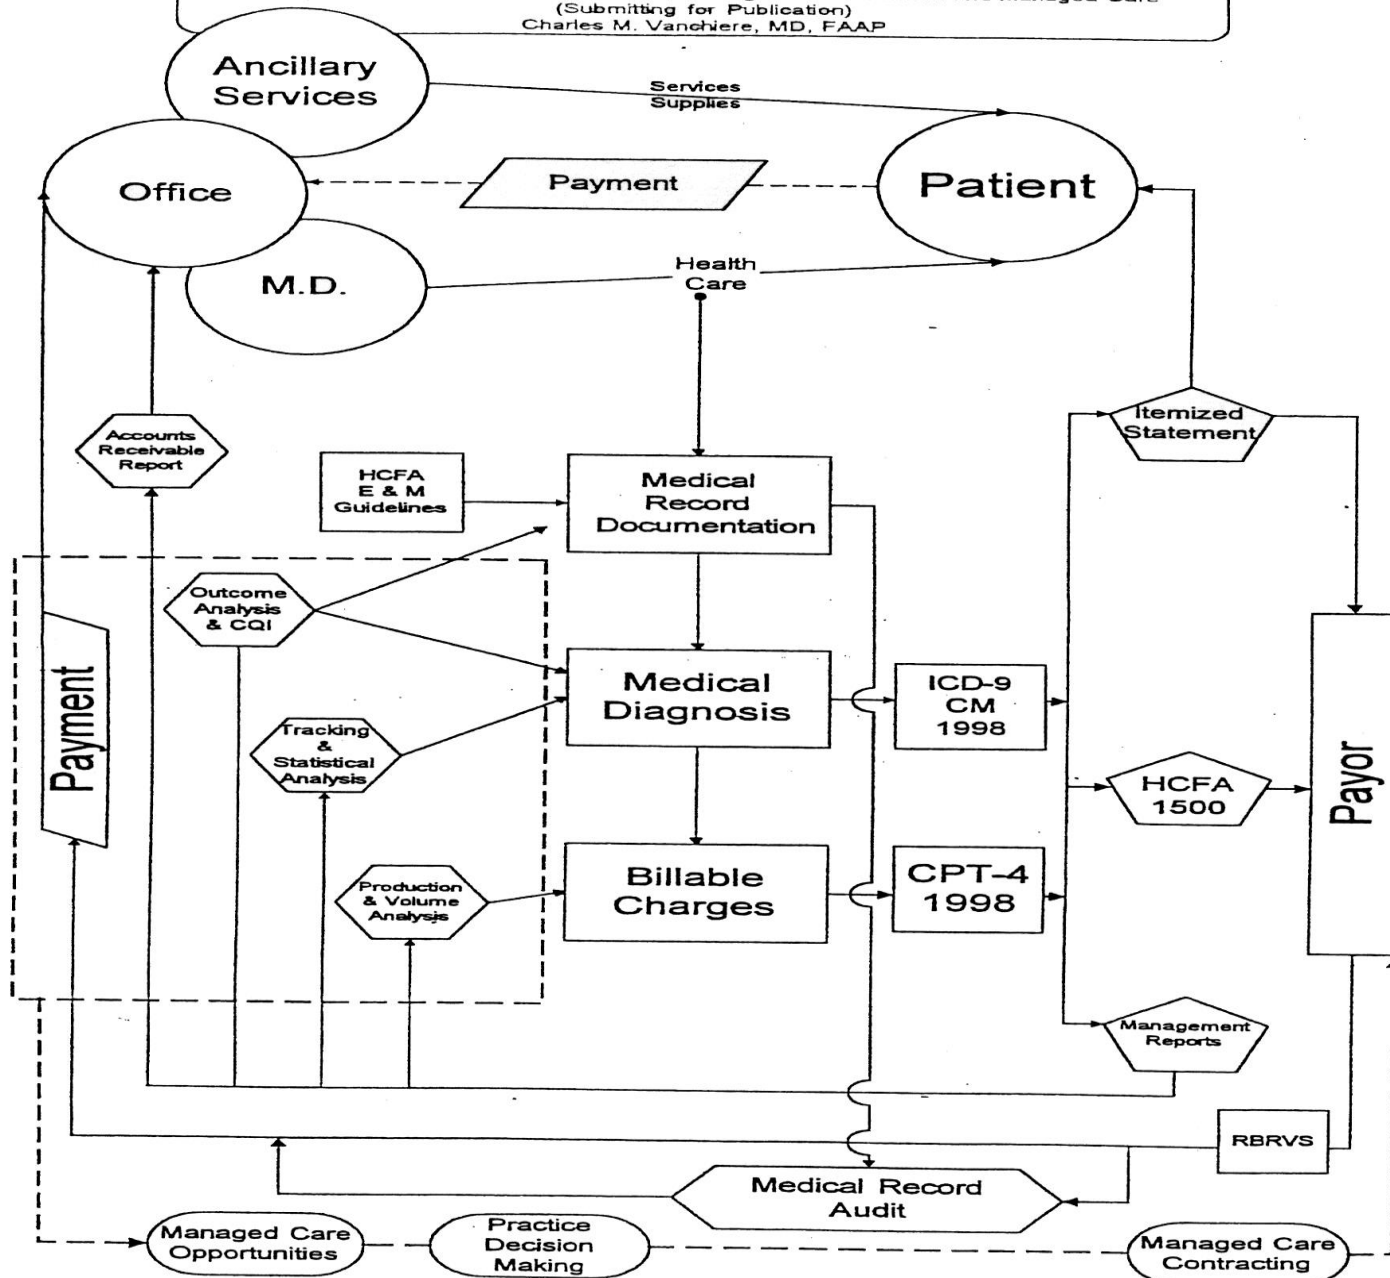 (Submitting for Publication)
Charles M. Vanchiere, MD, FAAP
Ancillary
Services
Services
Supplies
Office
Payment
Patient
M.D.
Health
Care
Accounts
Receivable
Report
HCFA
E & M
Guidelines
Medical
Record
Documentation
Itemized
Statement
Outcome
Analysis
& CQI
Payment
Medical
Diagnosis
ICD-9
CM
1998
Tracking
&
Statistical
Analysis
HCFA
1500
Payor
Production
& Volume
Analysis
Billable
Charges
CPT-4
1998
Management
Reports
RBRVS
Medical Record
Audit
Managed Care
Opportunities
Practice
Decision
Making
Managed Care
Contracting